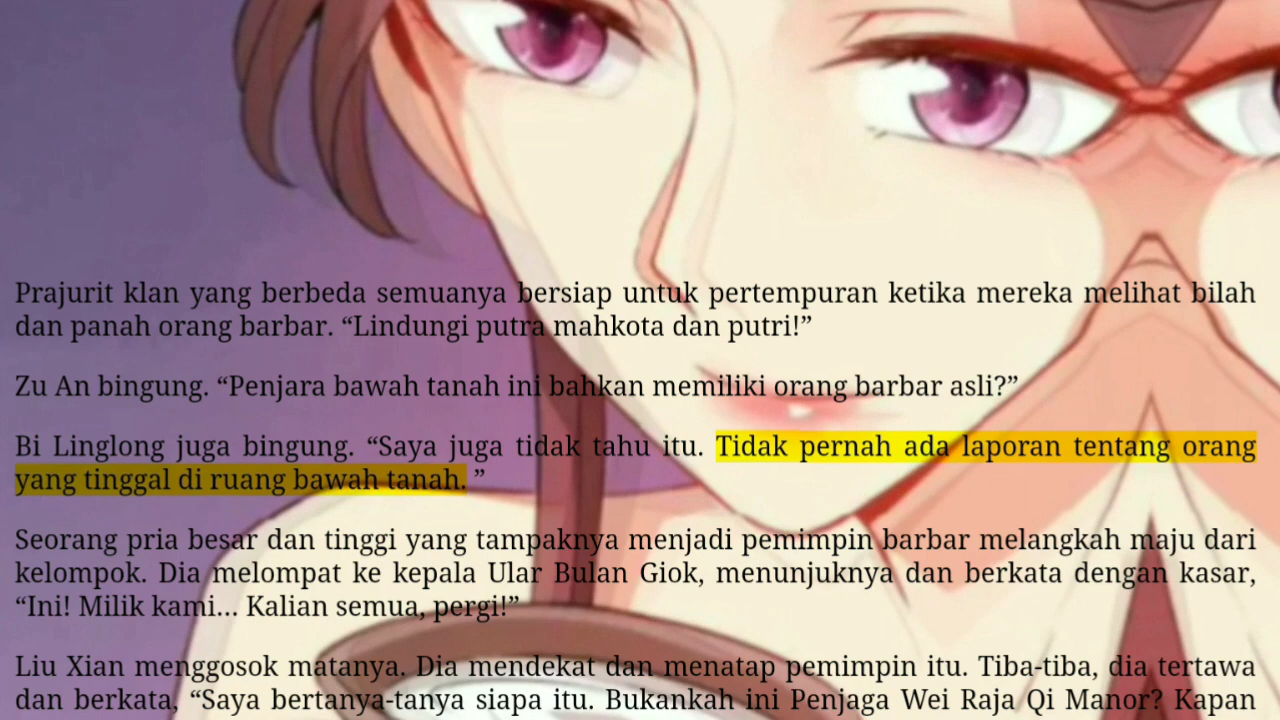 Prajurit klan yang berbeda semuanya bersiap untuk pertempuran ketika mereka melihat bilah
dan panah orang barbar. “Lindungi putra mahkota dan putri!”
Zu An bingung. “Penjara bawah tanah ini bahkan memiliki orang barbar asli?”
Bi Linglong juga bingung. “Saya juga tidak tahu itu. Tidak pernah ada laporan tentang orang
yang tinggal di ruang bawah tanah. ”
Seorang pria besar dan tinggi yang tampaknya menjadi pemimpin barbar melangkah maju dari
kelompok. Dia melompat ke kepala Ular Bulan Giok, menunjuknya dan berkata dengan kasar,
“Ini! Milik kami... Kalian semua, pergi!”
Liu Xian menggosok matanya. Dia mendekat dan menatap pemimpin itu. Tiba-tiba, dia tertawa
dan berkata, “Saya bertanya-tanya siapa itu. Bukankah ini Penjaga Wei Raja Qi Manor? Kapan